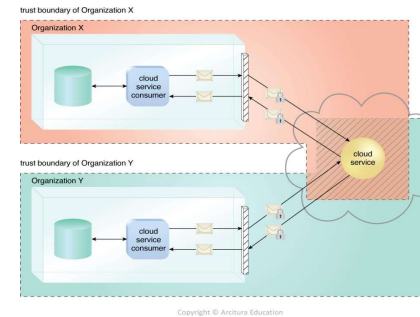 trust boundary of Organization X
Organization X
cloud
service
consumer
cloud
service
trust boundary of Organization Y
Organization Y
cloud
service
consumer
Copyright © Arcitura Education